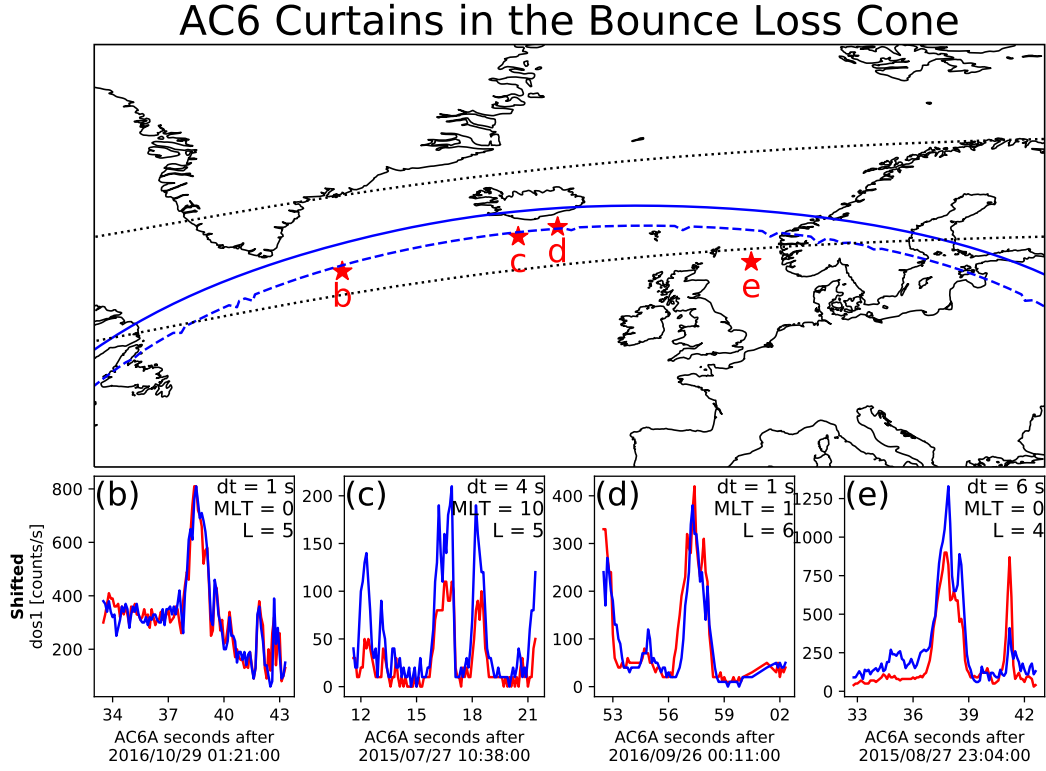 AC6 Curtains in the Bounce Loss Cone
b
c
d
e
(b)
dt = 1 s
MLT = 0
L = 5
800
600
400
200
34 37 40 43
Shifted
dos1 [counts/s]
AC6A seconds after
2016/10/29 01:21:00
(c)
dt = 4 s
MLT = 10
L = 5
200
150
100
50
0
12 15 18 21
AC6A seconds after
2015/07/27 10:38:00
(d)
dt = 1 s
MLT = 1
L = 6
400
300
200
100
0
53 56 59 02
AC6A seconds after
2016/09/26 00:11:00
(e)
dt = 6 s
MLT = 0
L = 4
1250
1000
750
500
250
0
33 36 39 42
AC6A seconds after
2015/08/27 23:04:00